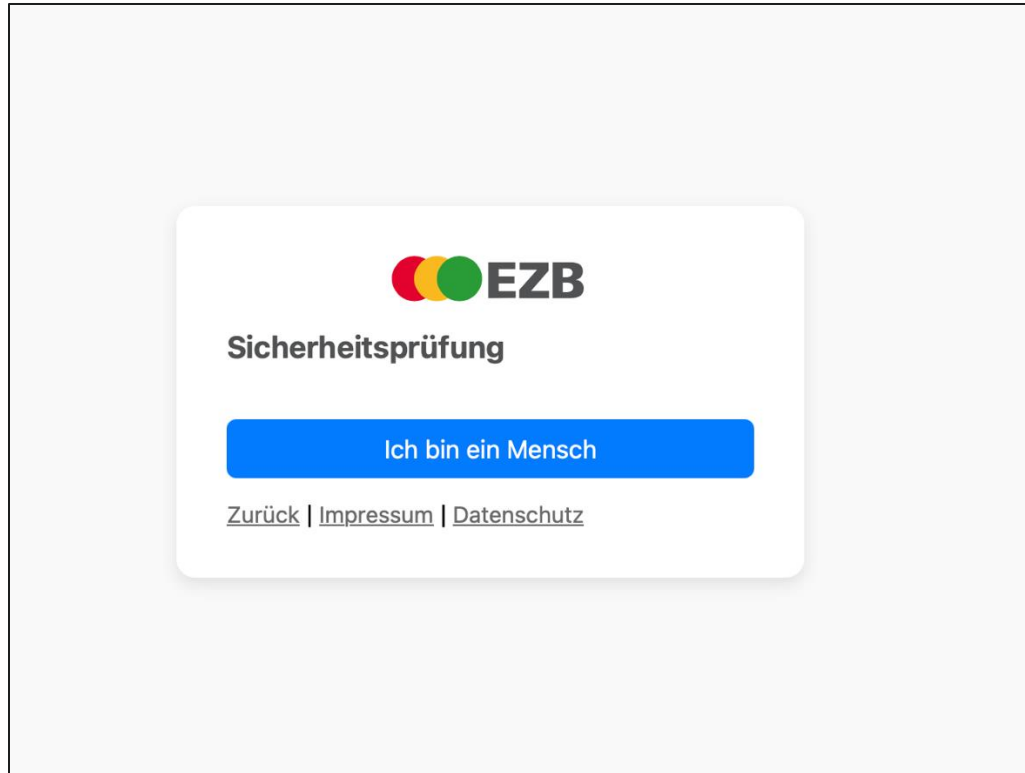 EZB
Sicherheitsprüfung
Ich bin ein Mensch
Zurück | Impressum | Datenschutz